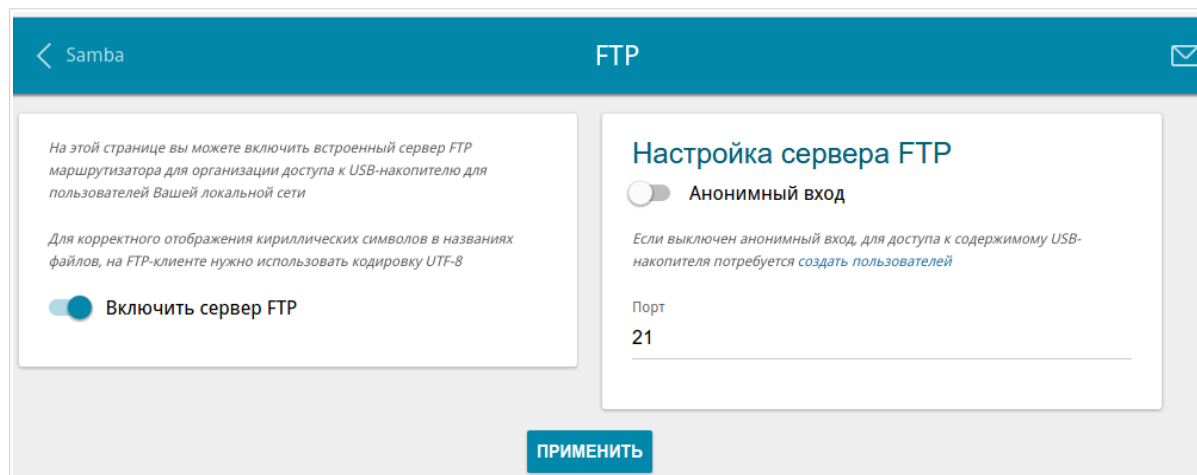 Samba
FTP
На этой странице вы можете включить встроенный сервер FTP
маршрутизатора для организации доступа к USB-накопителю для
пользователей Вашей локальной сети
Для корректного отображения кириллических символов в названиях
файлов, на FTP-клиенте нужно использовать кодировку UTF-8
Включить сервер FTP
Настройка сервера FTP
Анонимный вход
Если выключен анонимный вход, для доступа к содержимому USB-
накопителя потребуется создать пользователей
Порт
21
ПРИМЕНИТЬ